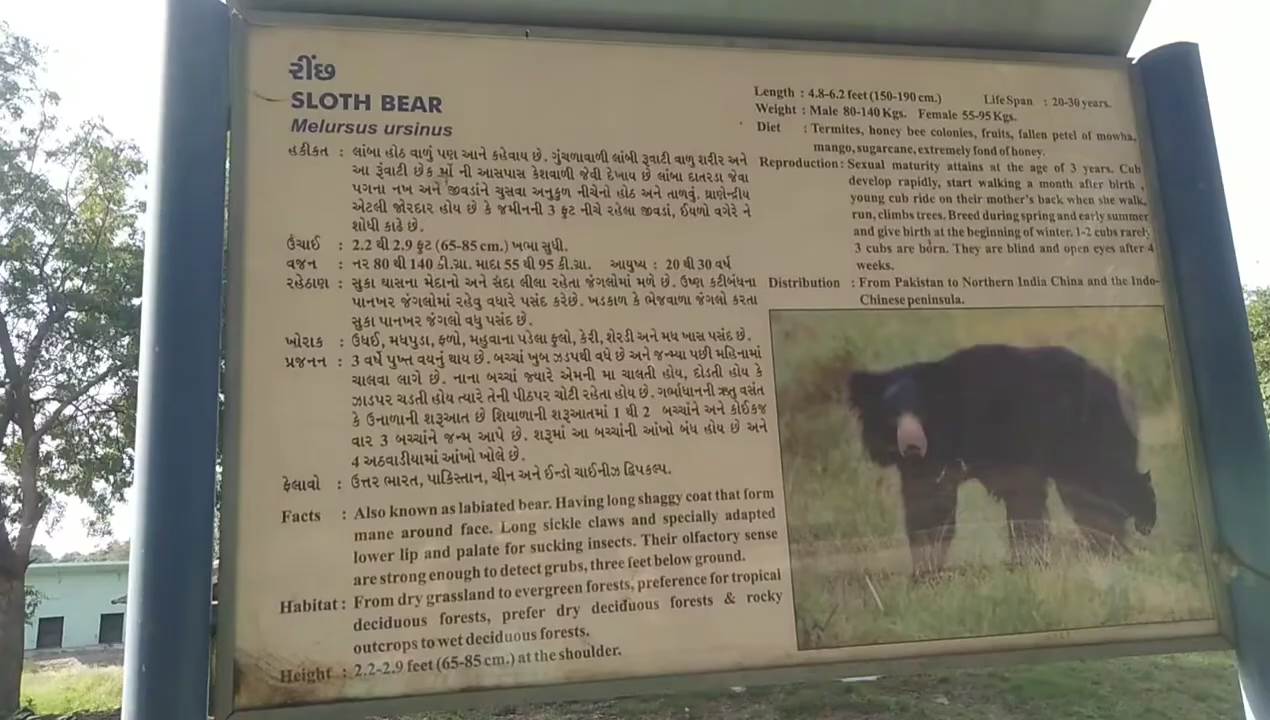 રીંછ
SLOTH BEAR
Melursus ursinus
હકીકત : લાંબા હોઠ વાળું પણ આને કહેવાય છે. ગુંચળાવાળી લાંબી રૂવાટી વાળુ શરીર અને
આ રૂંવાટી છેક મોં ની આસપાસ કેશવાળી જેવી દેખાય છે લાંબા દાતરડા જેવા
પગના નખ અને જીવડાંને ચુસવા અનુકુળ નીચેનો હોઠ અને તાળવું. ઘ્રાણેન્દ્રીય
એટલી જોરદાર હોય છે કે જમીનની 3 ફુટ નીચે રહેલા જીવડાં, ઈયળો વગેરે ને
શોધી કાઢે છે.
ઉંચાઈ : 2.2 થી 2.9 ફુટ (65-85 cm.) ખભા સુધી.
વજન : નર 80 થી 140 કી.ગ્રા. માદા 55 થી 95 કી.ગ્રા. આયુષ્ય : 20 થી 30 વર્ષ
રહેઠાણ : સુકા ઘાસના મેદાનો અને સદા લીલા રહેતા જંગલોમાં મળે છે. ઉષ્ણ કટીબંધના
પાનખર જંગલોમાં રહેવુ વધારે પસંદ કરેછે. ખડકાળ કે ભેજવાળા જંગલો કરતા
સુકા પાનખર જંગલો વધુ પસંદ છે.
ખોરાક : ઉધઈ, મધપુડા, ફળો, મહુવાના પડેલા ફુલો, કેરી, શેરડી અને મધ ખાસ પસંદ છે.
પ્રજનન : 3 વર્ષે પુખ્ત વયનું થાય છે. બચ્ચાં ખુબ ઝડપથી વધે છે અને જન્મ્યા પછી મહિનામાં
ચાલવા લાગે છે. નાના બચ્ચાં જ્યારે એમની મા ચાલતી હોય, દોડતી હોય કે
ઝાડપર ચડતી હોય ત્યારે તેની પીઠપર ચોટી રહેતા હોય છે. ગર્ભાધાનની ઋતુ વસંત
કે ઉનાળાની શરૂઆત છે શિયાળાની શરૂઆતમાં 1 થી 2 બચ્ચાંને અને કોઈકજ
વાર 3 બચ્ચાંને જન્મ આપે છે. શરૂમાં આ બચ્ચાંની આંખો બંધ હોય છે અને
4 અઠવાડીયામાં આંખો ખોલે છે.
ફેલાવો : ઉત્તર ભારત, પાકિસ્તાન, ચીન અને ઈન્ડો ચાઈનીઝ દ્વિપકલ્પ.
Facts : Also known as labiated bear. Having long shaggy coat that form
mane around face. Long sickle claws and specially adapted
lower lip and palate for sucking insects. Their olfactory sense
are strong enough to detect grubs, three feet below ground.
Habitat : From dry grassland to evergreen forests, preference for tropical
deciduous forests, prefer dry deciduous forests & rocky
outcrops to wet deciduous forests.
Height : 2.2-2.9 feet (65-85 cm.) at the shoulder.
Length : 4.8-6.2 feet (150-190 cm.) Life Span : 20-30 years.
Weight : Male 80-140 Kgs. Female 55-95 Kgs.
Diet : Termites, honey bee colonies, fruits, fallen petel of mowha,
mango, sugarcane, extremely fond of honey.
Reproduction : Sexual maturity attains at the age of 3 years. Cub
develop rapidly, start walking a month after birth ,
young cub ride on their mother's back when she walk,
run, climbs trees. Breed during spring and early summer
and give birth at the beginning of winter. 1-2 cubs rarely
3 cubs are born. They are blind and open eyes after 4
weeks.
Distribution : From Pakistan to Northern India China and the Indo-
Chinese peninsula.